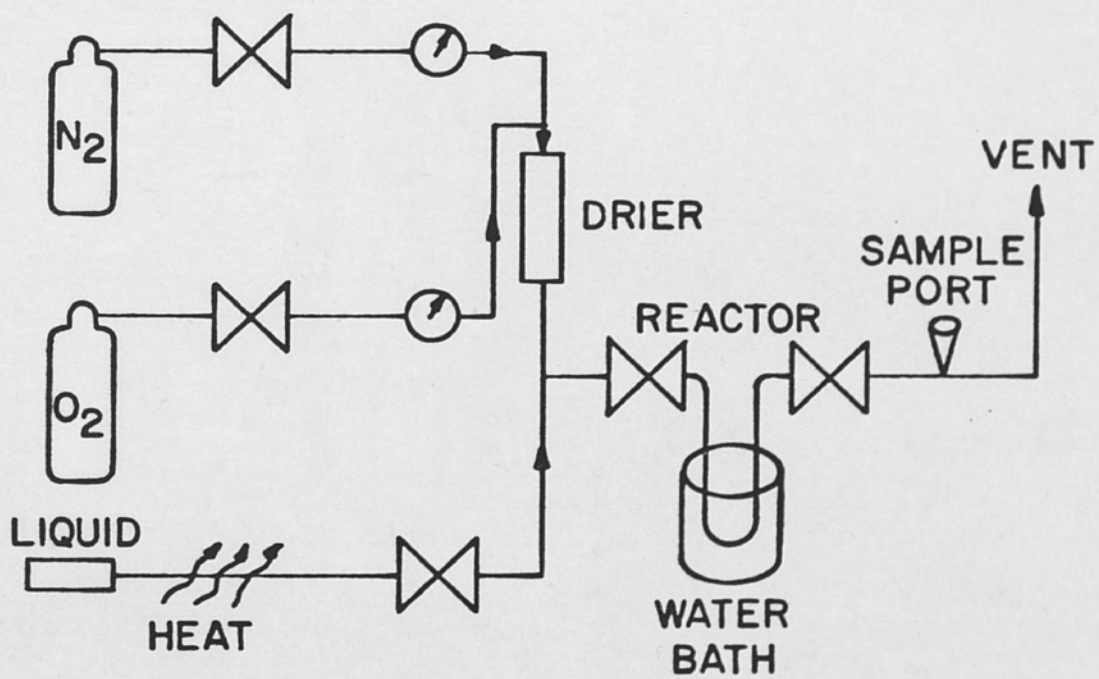 N2
VENT
DRIER
SAMPLE
PORT
REACTOR
O2
LIQUID
HEAT
WATER
BATH